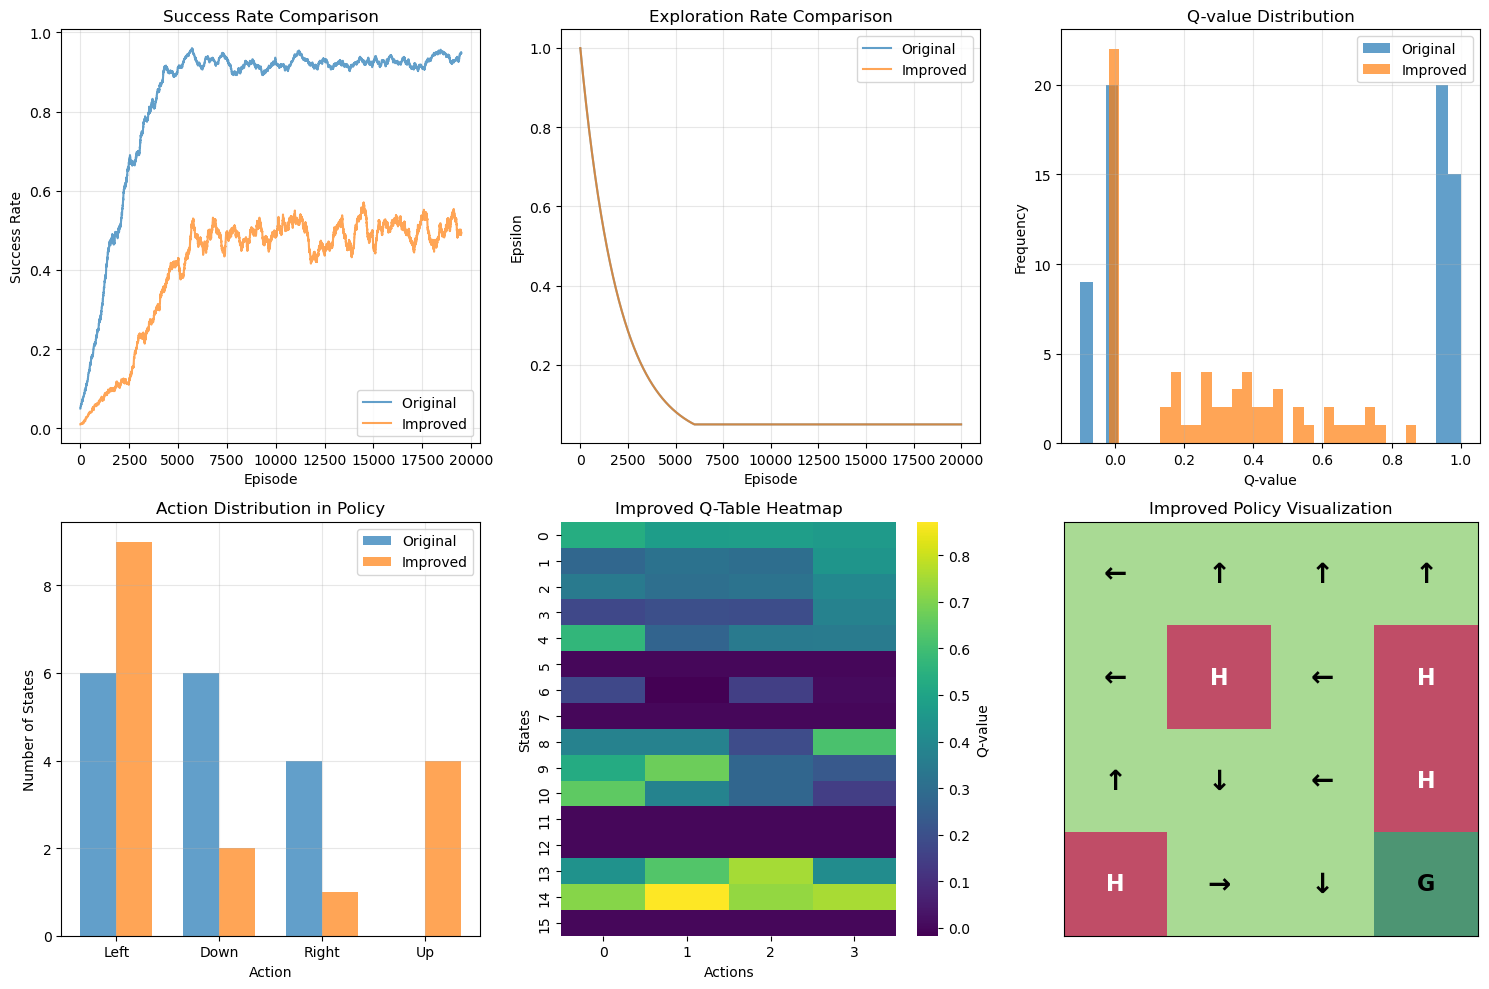 Success Rate Comparison
1.0
0.8
0.6
0.4
0.2
0.0
Success Rate
Original
Improved
0 2500 5000 7500 10000 12500 15000 17500 20000
Episode
Exploration Rate Comparison
1.0
0.8
0.6
0.4
0.2
Epsilon
Original
Improved
0 2500 5000 7500 10000 12500 15000 17500 20000
Episode
Q-value Distribution
20
15
10
5
0
Frequency
Original
Improved
0.0 0.2 0.4 0.6 0.8 1.0
Q-value
Action Distribution in Policy
8
6
4
2
0
Number of States
Original
Improved
Left Down Right Up
Action
Improved Q-Table Heatmap
0
1
2
3
4
5
6
7
8
9
10
11
12
13
14
15
States
0 1 2 3
Actions
0.8
0.7
0.6
0.5
0.4
0.3
0.2
0.1
0.0
Q-value
Improved Policy Visualization
← ↑ ↑ ↑
← H ← H
↑ ↓ ← H
H → ↓ G